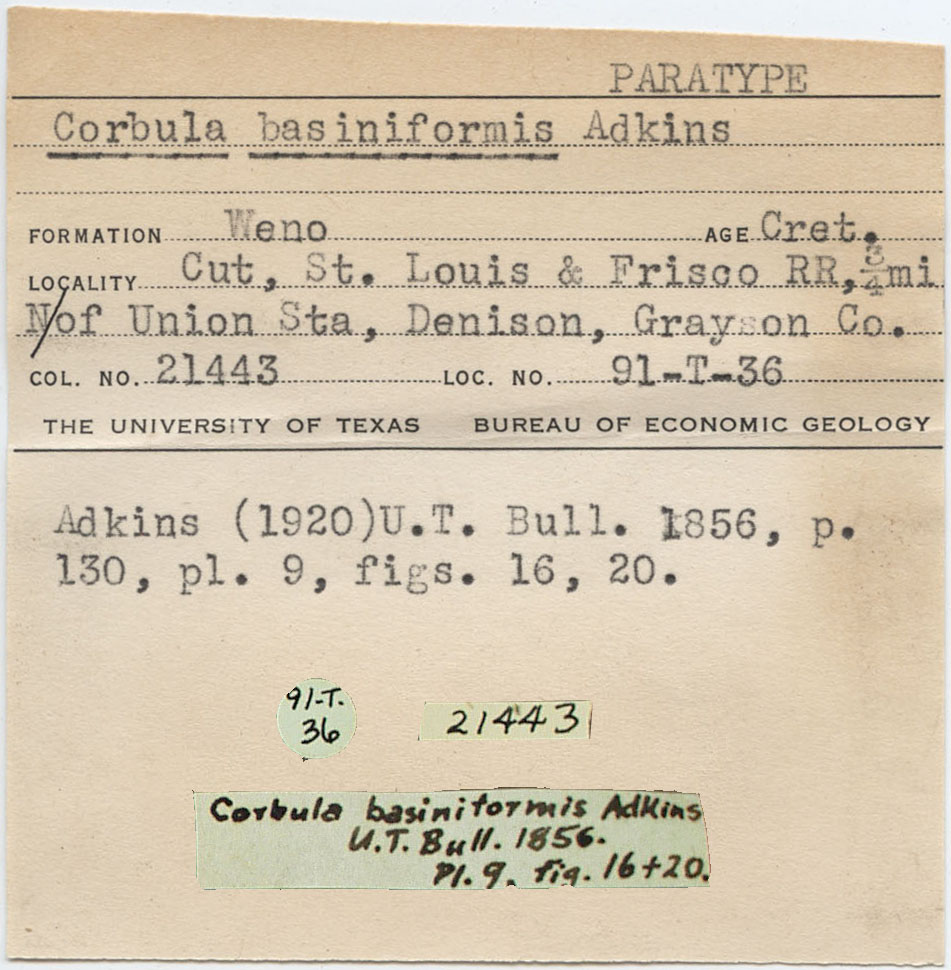 PARATYPE
Corbula basiniformis Adkins
FORMATION Weno AGE Cret.
LOCALITY Cut, St. Louis & Frisco RR, 3/4 mi
N/of Union Sta, Denison, Grayson Co.
COL. NO. 21443 LOC. NO. 91-T-36
THE UNIVERSITY OF TEXAS BUREAU OF ECONOMIC GEOLOGY
Adkins (1920)U.T. Bull. 1856, p.
130, pl. 9, figs. 16, 20.
91-T.
36
21443
Corbula basiniformis Adkins
U.T. Bull. 1856.
Pl. 9. fig. 16+20.